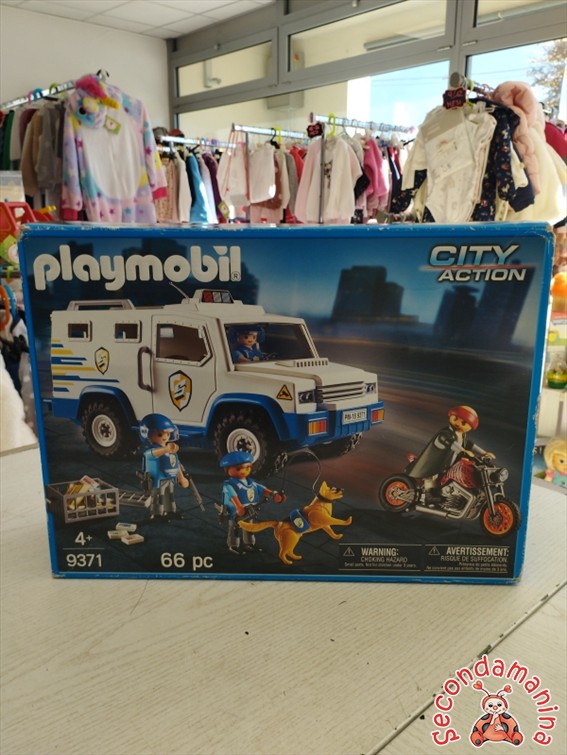 playmobil®
CITY
ACTION
4+
9371
66 pc
WARNING:
CHOKING HAZARD
AVERTISSEMENT:
RISQUE DE SUFFOCATION
Secondamanina